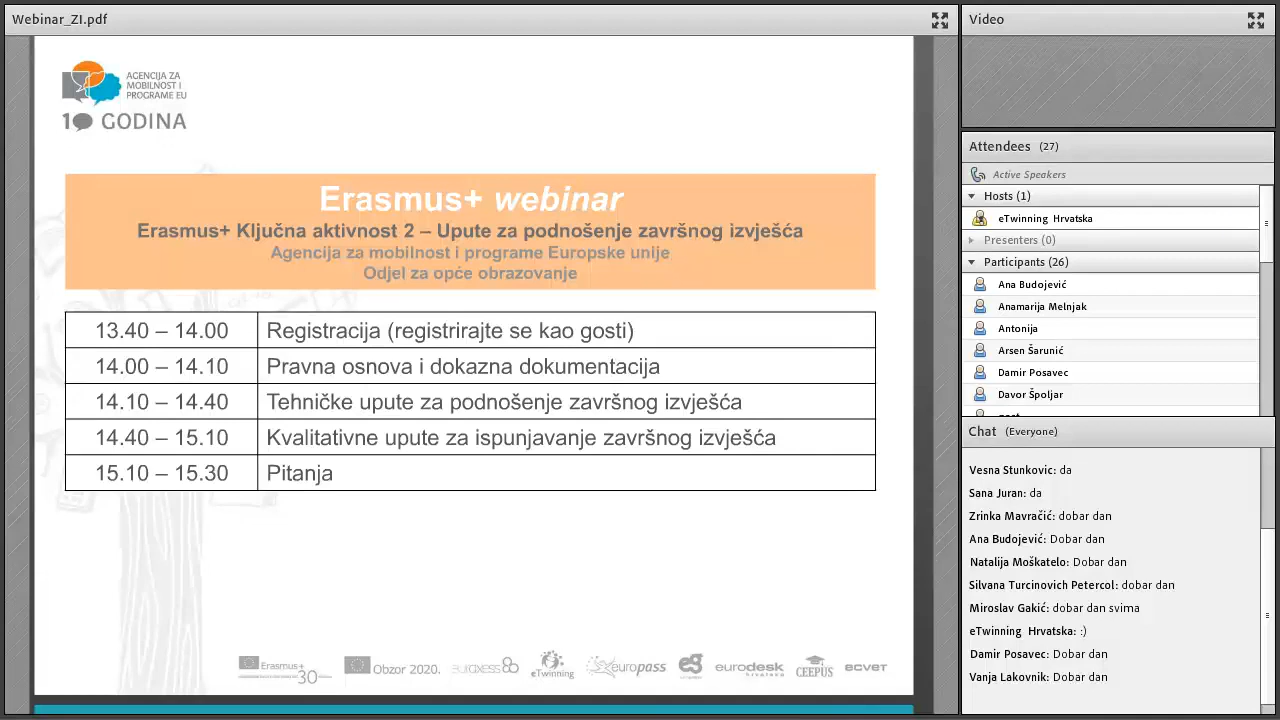 Webinar_ZI.pdf
AGENCIJA ZA
MOBILNOST I
PROGRAME EU
10 GODINA
Erasmus+ webinar
Erasmus+ Ključna aktivnost 2 – Upute za podnošenje završnog izvješća
Agencija za mobilnost i programe Europske unije
Odjel za opće obrazovanje
13.40 – 14.00 Registracija (registrirajte se kao gosti)
14.00 – 14.10 Pravna osnova i dokazna dokumentacija
14.10 – 14.40 Tehničke upute za podnošenje završnog izvješća
14.40 – 15.10 Kvalitativne upute za ispunjavanje završnog izvješća
15.10 – 15.30 Pitanja
Erasmus+ 30 Obzor 2020. euraxess eTwinning europass eurodesk hrvatska CEEPUS ECVET
Video
Attendees (27)
Active Speakers
Hosts (1)
eTwinning Hrvatska
Presenters (0)
Participants (26)
Ana Budojević
Anamarija Melnjak
Antonija
Arsen Šarunić
Damir Posavec
Davor Špoljar
Chat (Everyone)
Vesna Stunkovic: da
Sana Juran: da
Zrinka Mavračić: dobar dan
Ana Budojević: Dobar dan
Natalija Moškatelo: Dobar dan
Silvana Turcinovich Petercol: dobar dan
Miroslav Gakić: dobar dan svima
eTwinning Hrvatska: :)
Damir Posavec: Dobar dan
Vanja Lakovnik: Dobar dan